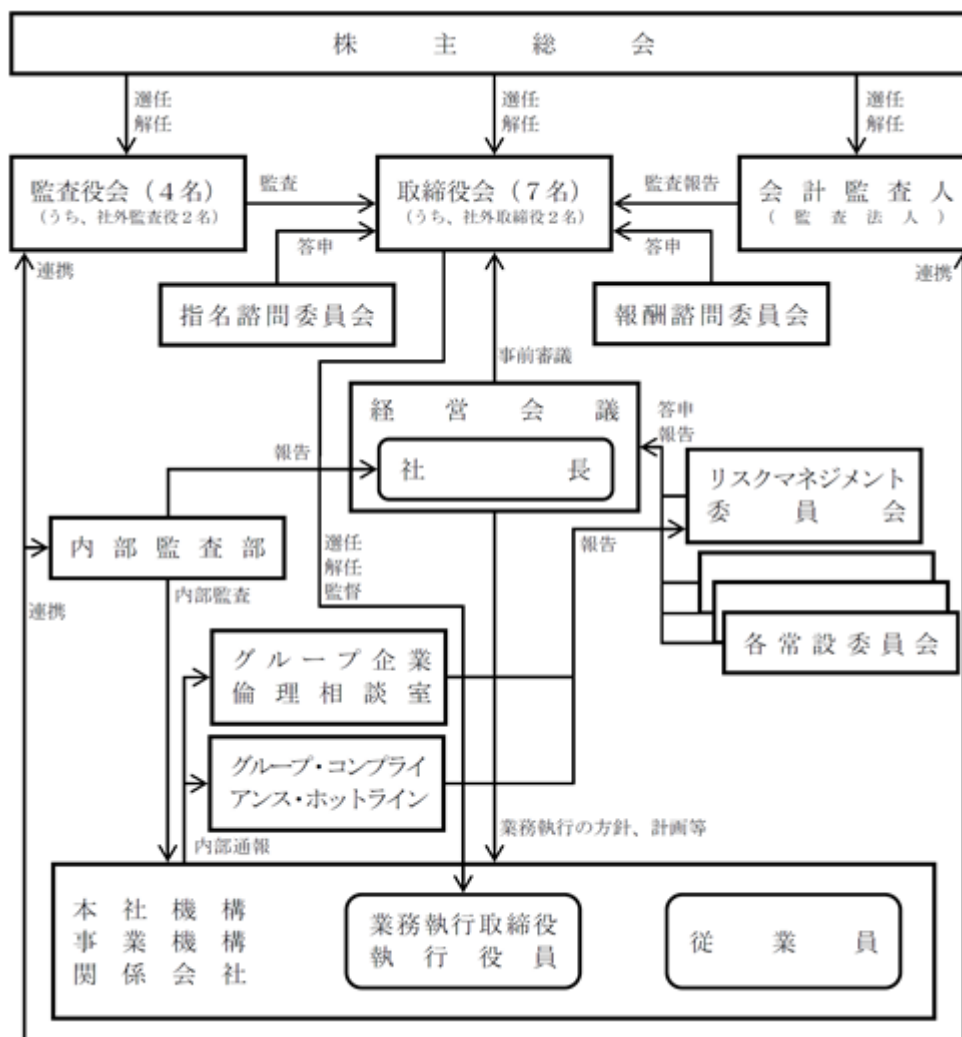 株主総会
選任
解任
選任
解任
選任
解任
監査役会(4名)
(うち、社外監査役2名)
監査
取締役会(7名)
(うち、社外取締役2名)
監査報告
会計監査人
(監査法人)
連携
答申
答申
連携
指名諮問委員会
報酬諮問委員会
事前審議
経営会議
社長
答申
報告
報告
リスクマネジメント
委員会
内部監査部
選任
解任
監督
報告
内部監査
連携
各常設委員会
グループ企業
倫理相談室
グループ・コンプライ
アンス・ホットライン
業務執行の方針、計画等
内部通報
本社機構
事業機構
関係会社
業務執行取締役
執行役員
従業員